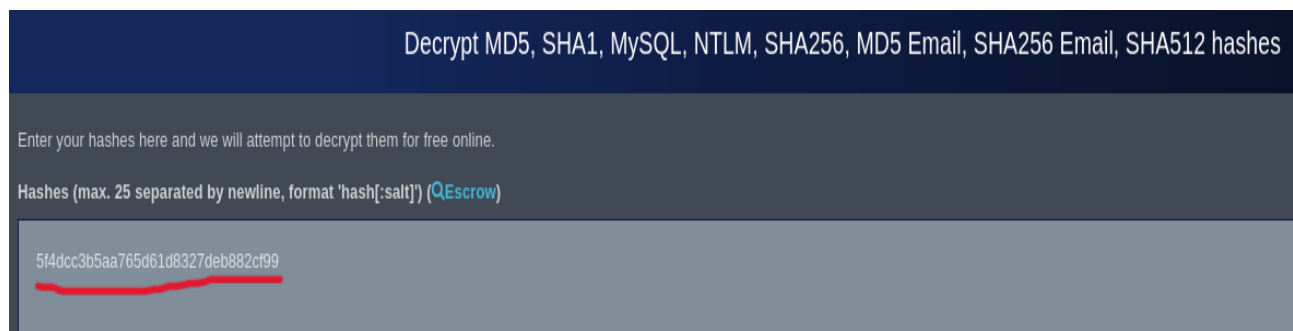 Decrypt MD5, SHA1, MySQL, NTLM, SHA256, MD5 Email, SHA256 Email, SHA512 hashes
Enter your hashes here and we will attempt to decrypt them for free online.
Hashes (max. 25 separated by newline, format 'hash[:salt]') (Escrow)
5f4dcc3b5aa765d61d8327deb882cf99